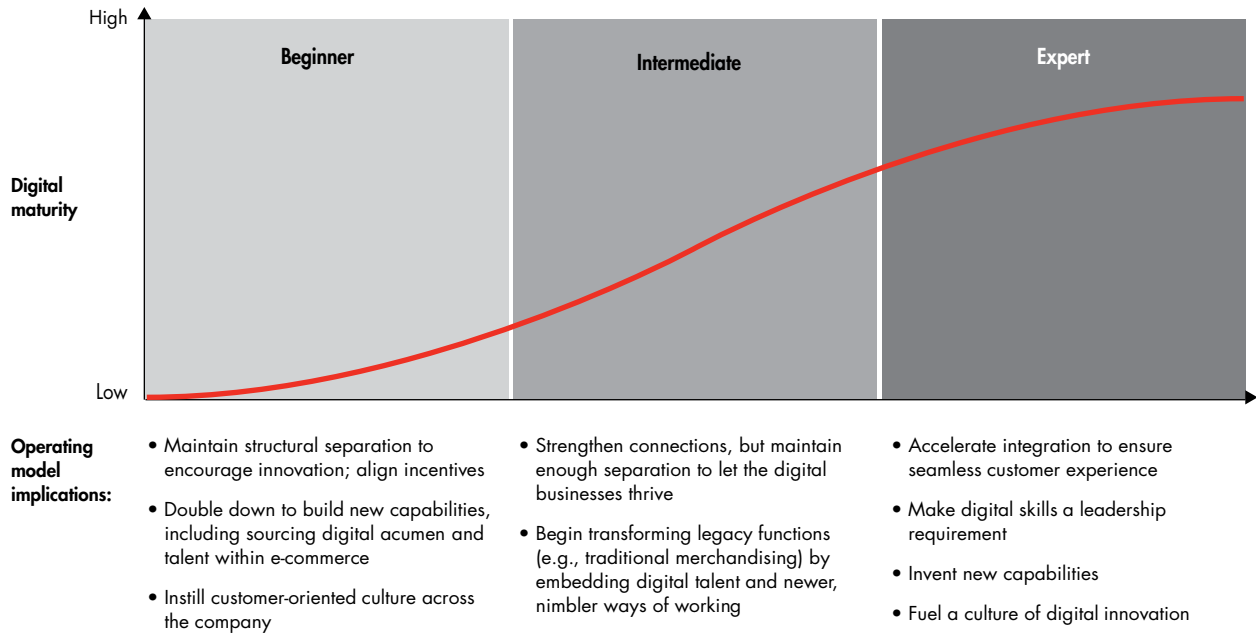 High
Beginner
Intermediate
Expert
Digital
maturity
Low
Operating
model
implications:
• Maintain structural separation to
encourage innovation; align incentives
• Double down to build new capabilities,
including sourcing digital acumen and
talent within e-commerce
• Instill customer-oriented culture across
the company
• Strengthen connections, but maintain
enough separation to let the digital
businesses thrive
• Begin transforming legacy functions
(e.g., traditional merchandising) by
embedding digital talent and newer,
nimbler ways of working
• Accelerate integration to ensure
seamless customer experience
• Make digital skills a leadership
requirement
• Invent new capabilities
• Fuel a culture of digital innovation